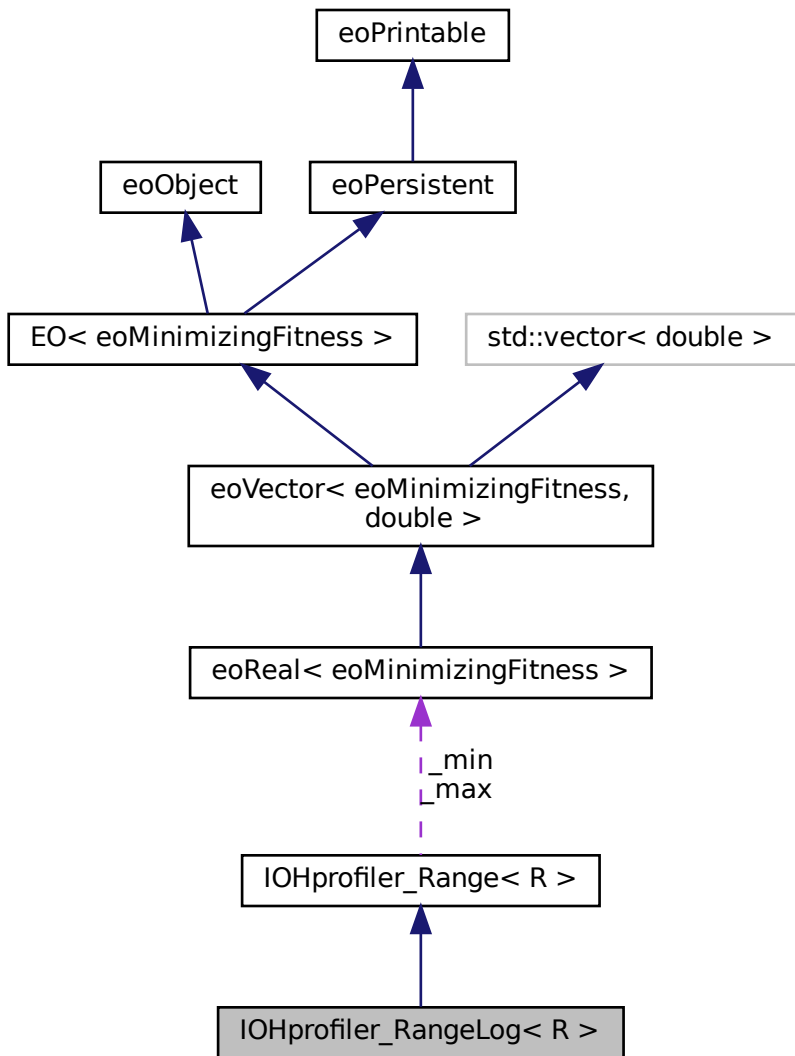 eoPrintable
eoObject
eoPersistent
EO< eoMinimizingFitness >
std::vector< double >
eoVector< eoMinimizingFitness,
double >
eoReal< eoMinimizingFitness >
_min
_max
IOHprofiler_Range< R >
IOHprofiler_RangeLog< R >